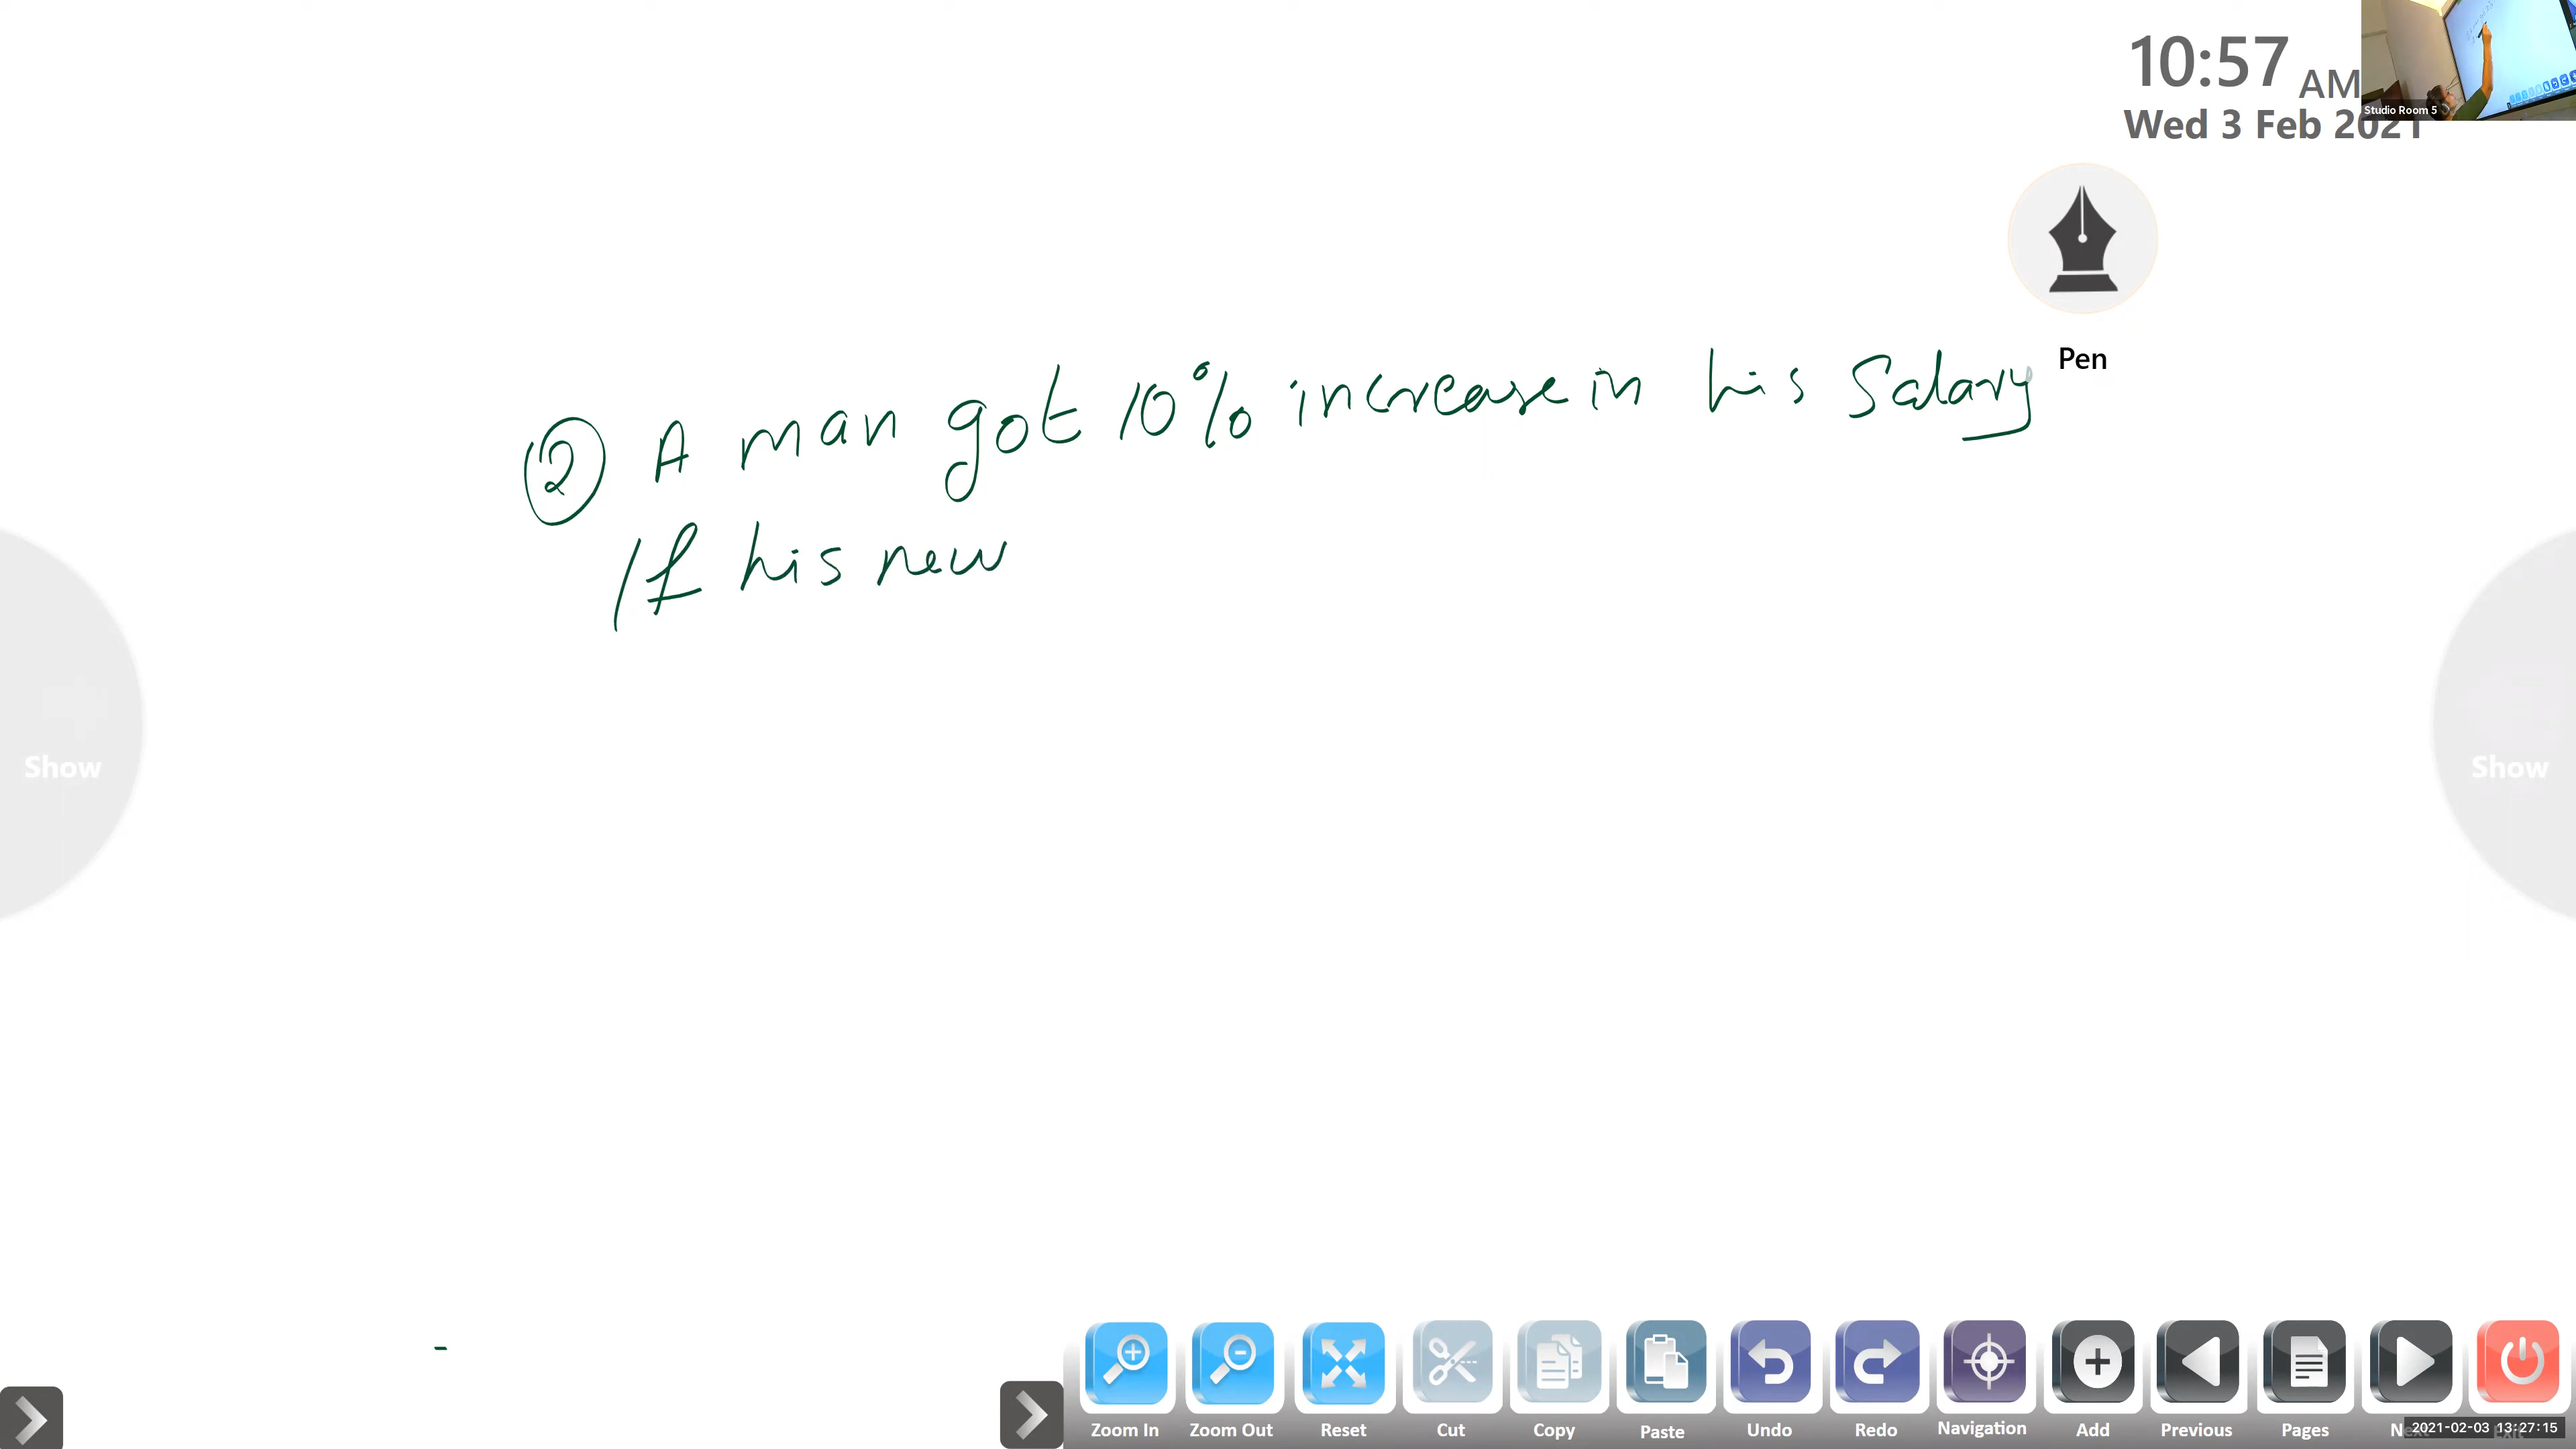 10:57 AM
Studio Room 5
Wed 3 Feb 2021
Pen
② A man got 10% increase in his Salary
If his new
Show
Show
Zoom In Zoom Out Reset Cut Copy Paste Undo Redo Navigation Add Previous Pages
2021-02-03 13:27:15